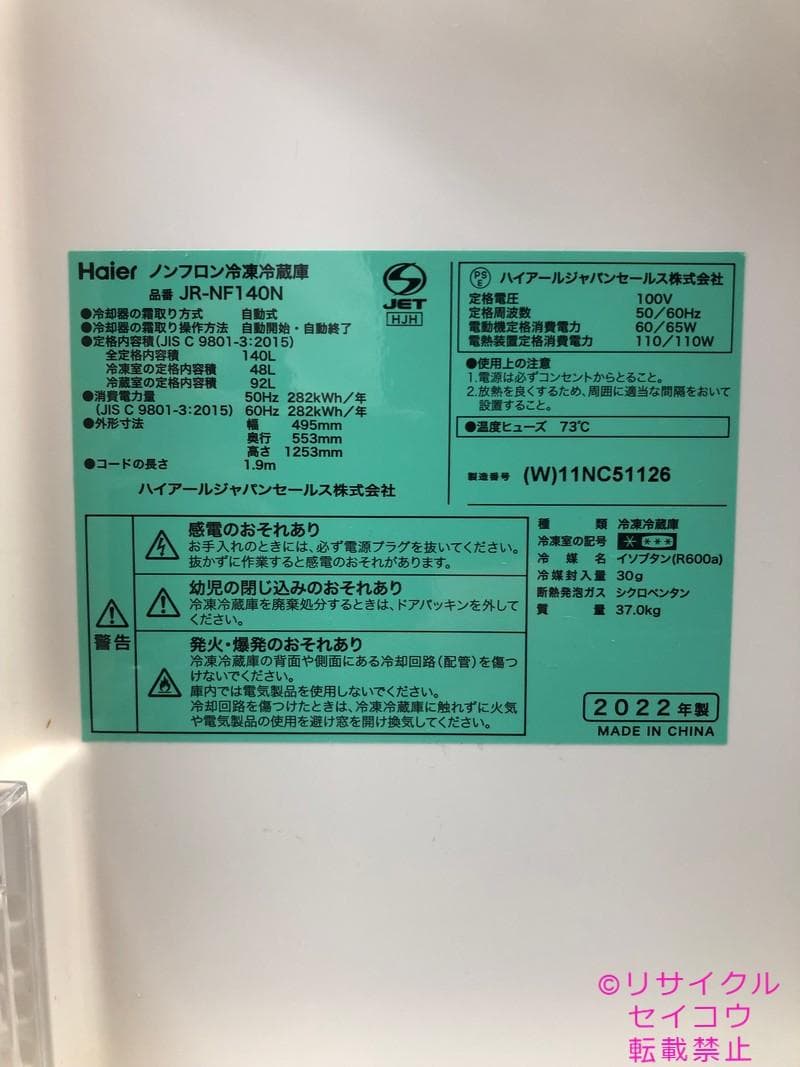 Haier ノンフロン冷凍冷蔵庫
品番 JR-NF140N
JET
HJH
●冷却器の霜取り方式 自動式
●冷却器の霜取り操作方法 自動開始・自動終了
●定格内容積(JIS C 9801-3:2015)
全定格内容積 140L
冷凍室の定格内容積 48L
冷蔵室の定格内容積 92L
●消費電力量 50Hz 282kWh/年
(JIS C 9801-3:2015) 60Hz 282kWh/年
●外形寸法 幅 495mm
奥行 553mm
高さ 1253mm
●コードの長さ 1.9m
ハイアールジャパンセールス株式会社
PSE ハイアールジャパンセールス株式会社
定格電圧 100V
定格周波数 50/60Hz
電動機定格消費電力 60/65W
電熱装置定格消費電力 110/110W
●使用上の注意
1.電源は必ずコンセントからとること。
2.放熱を良くするため、周囲に適当な間隔をおいて
設置すること。
●温度ヒューズ 73℃
製造番号 (W)11NC51126
警告
感電のおそれあり
お手入れのときには、必ず電源プラグを抜いてください。
抜かずに作業すると感電のおそれがあります。
幼児の閉じ込みのおそれあり
冷凍冷蔵庫を廃棄処分するときは、ドアパッキンを外して
ください。
発火・爆発のおそれあり
冷凍冷蔵庫の背面や側面にある冷却回路(配管)を傷つ
けないでください。
庫内では電気製品を使用しないでください。
冷却回路を傷つけたときは、冷凍冷蔵庫に触れずに火気
や電気製品の使用を避け窓を開け換気してください。
種類 冷凍冷蔵庫
冷凍室の記号 * ***
冷媒名 イソブタン(R600a)
冷媒封入量 30g
断熱発泡ガス シクロペンタン
質量 37.0kg
2022年製
MADE IN CHINA
©リサイクル
セイコウ
転載禁止